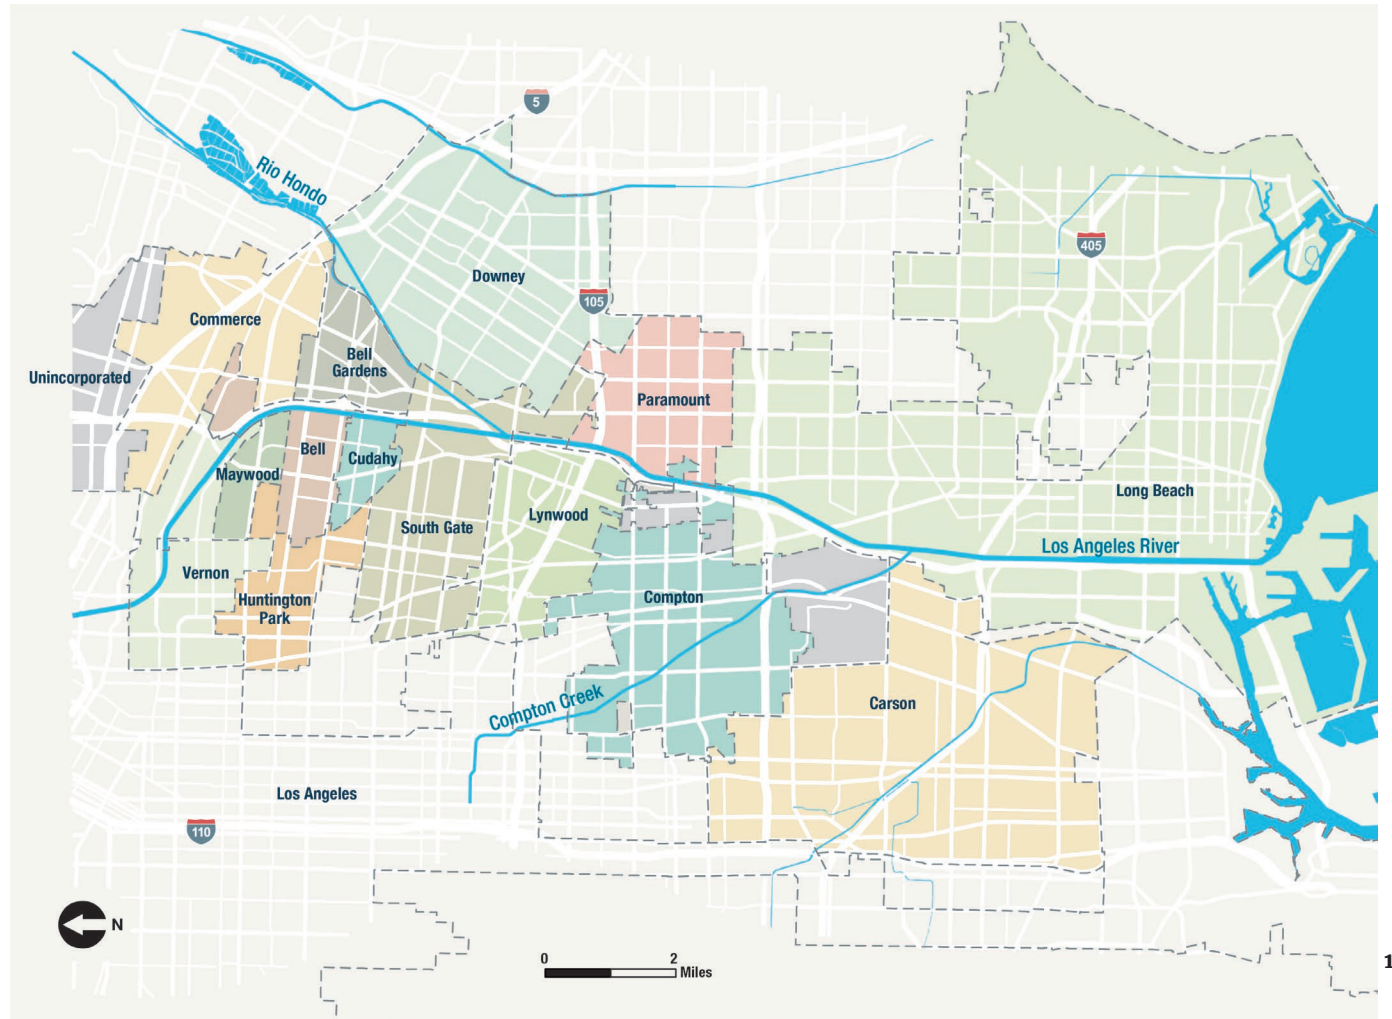 5
Rio Hondo
405
Downey
105
Commerce
Bell
Gardens
Unincorporated
Paramount
Bell
Cudahy
Maywood
Long Beach
South Gate
Lynwood
Los Angeles River
Vernon
Compton
Huntington
Park
Carson
Compton Creek
Los Angeles
110
N
0
2
Miles
1